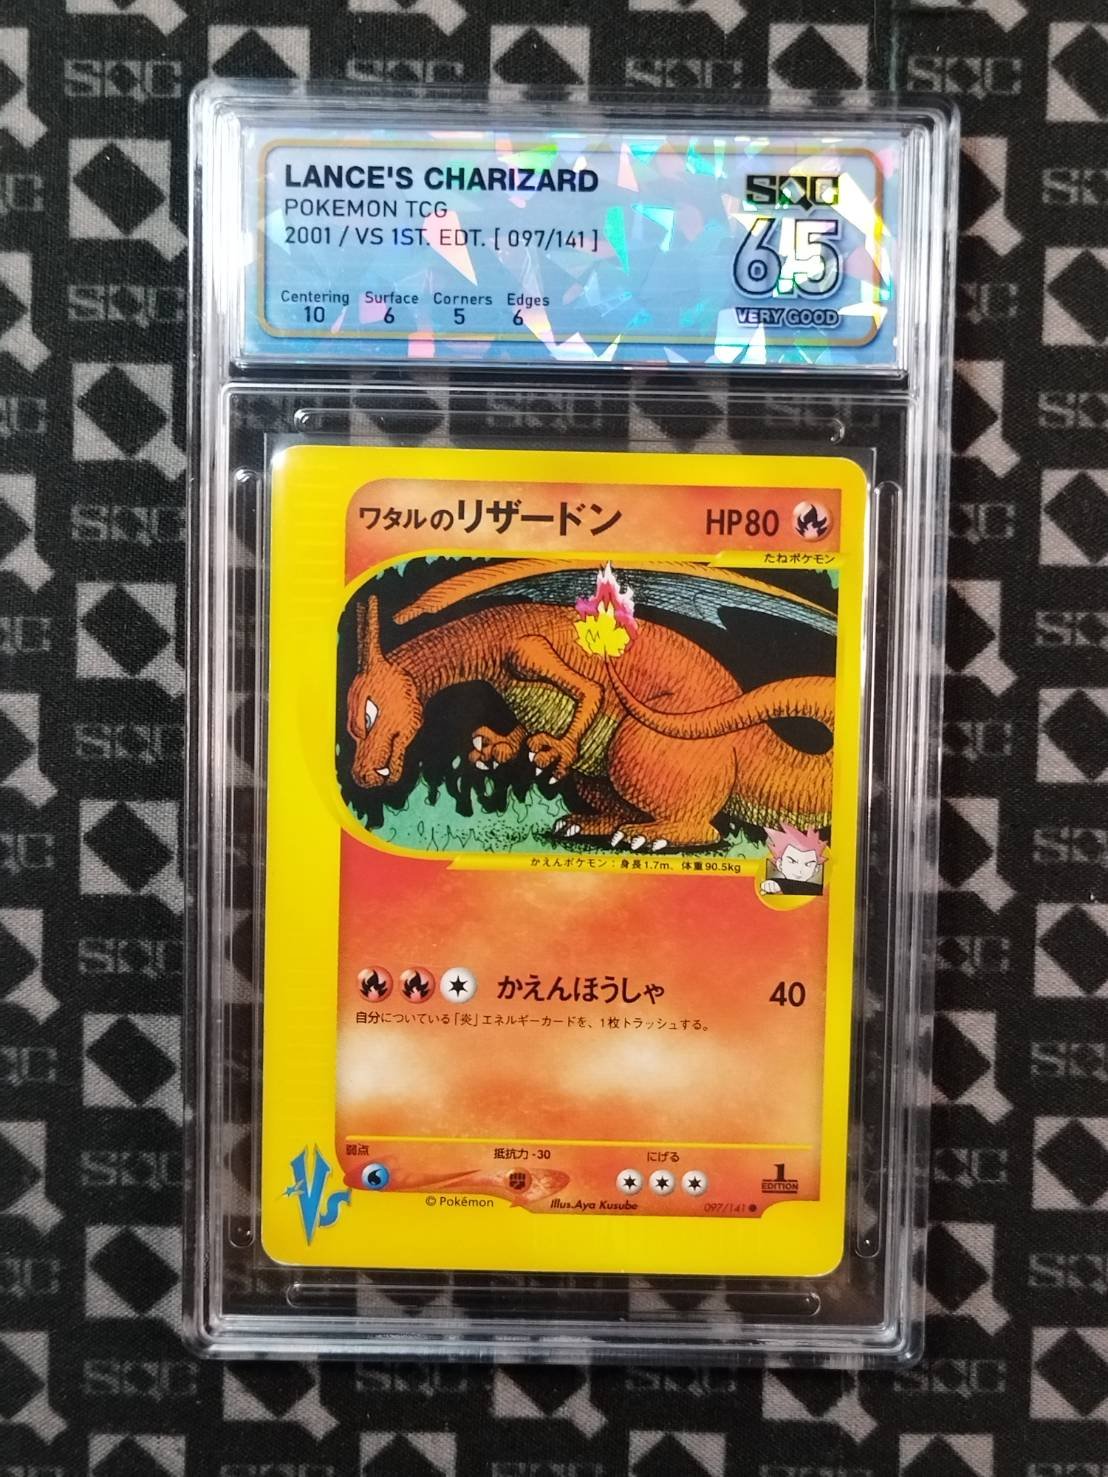 LANCE'S CHARIZARD
POKEMON TCG
2001 / VS 1ST. EDT. [ 097/141 ]
Centering Surface Corners Edges
10 6 5 6
SQC
6.5
VERY GOOD
ワタルのリザードン HP80
たねポケモン
かえんポケモン：身長1.7m、体重90.5kg
かえんほうしゃ 40
自分についている「炎」エネルギーカードを、1枚トラッシュする。
弱点 抵抗力-30 にげる
1
EDITION
© Pokémon Illus.Aya Kusube 097/141
VS